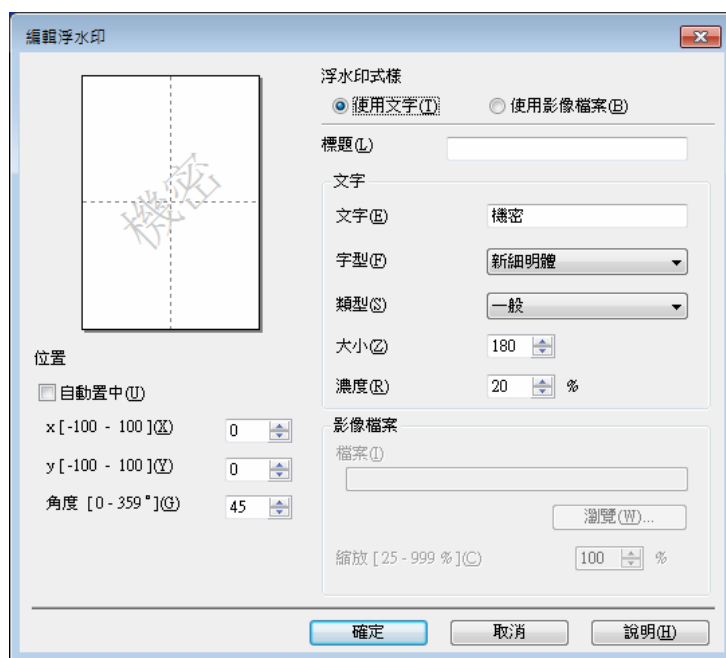 編輯浮水印
機密
位置
自動置中(U)
x [-100 - 100 ](X) 0
y [-100 - 100 ](Y) 0
角度 [0 - 359 °](G) 45
浮水印式樣
使用文字(T) 使用影像檔案(B)
標題(L)
文字
文字(E) 機密
字型(F) 新細明體
類型(S) 一般
大小(Z) 180
濃度(R) 20 %
影像檔案
檔案(I)
瀏覽(W)...
縮放 [ 25 - 999 % ](C) 100 %
確定 取消 說明(H)